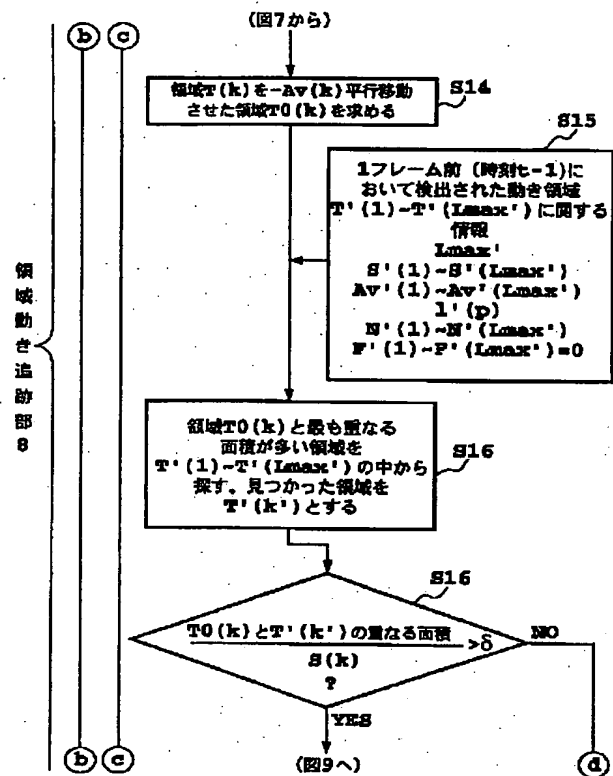 (図7から)
b
c
領域T(k)を-Av(k)平行移動
させた領域T0(k)を求める
S14
S15
1フレーム前(時刻t-1)に
おいて検出された動き領域
T'(1)~T'(Lmax')に関する
情報
Lmax'
S'(1)~S'(Lmax')
Av'(1)~Av'(Lmax')
l'(p)
N'(1)~N'(Lmax')
F'(1)~F'(Lmax')=0
領域動き追跡部8
領域T0(k)と最も重なる
面積が多い領域を
T'(1)~T'(Lmax')の中から
探す、見つかった領域を
T'(k')とする
S16
S16
T0(k)とT'(k')の重なる面積
S(k)
>δ
?
NO
YES
b
c
(図9へ)
d